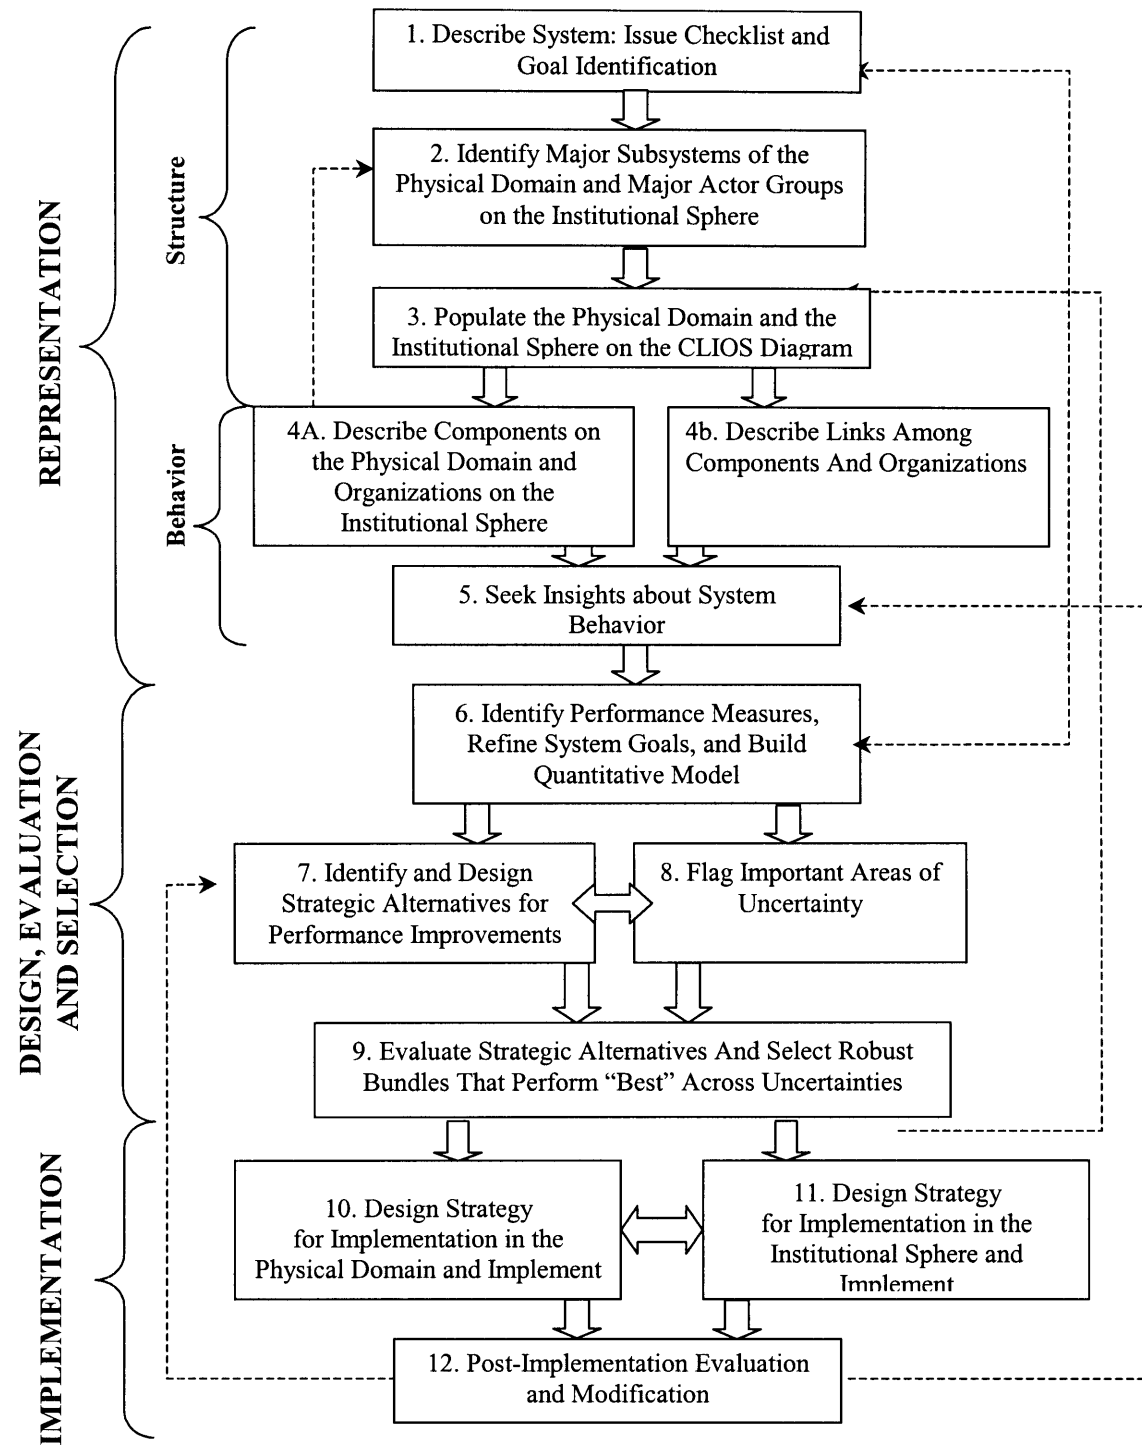 1. Describe System: Issue Checklist and
Goal Identification
2. Identify Major Subsystems of the
Physical Domain and Major Actor Groups
on the Institutional Sphere
Structure
REPRESENTATION
3. Populate the Physical Domain and the
Institutional Sphere on the CLIOS Diagram
4A. Describe Components on
the Physical Domain and
Organizations on the
Institutional Sphere
4b. Describe Links Among
Components And Organizations
Behavior
5. Seek Insights about System
Behavior
6. Identify Performance Measures,
Refine System Goals, and Build
Quantitative Model
DESIGN, EVALUATION
AND SELECTION
7. Identify and Design
Strategic Alternatives for
Performance Improvements
8. Flag Important Areas of
Uncertainty
9. Evaluate Strategic Alternatives And Select Robust
Bundles That Perform “Best” Across Uncertainties
IMPLEMENTATION
10. Design Strategy
for Implementation in the
Physical Domain and Implement
11. Design Strategy
for Implementation in the
Institutional Sphere and
Implement
12. Post-Implementation Evaluation
and Modification